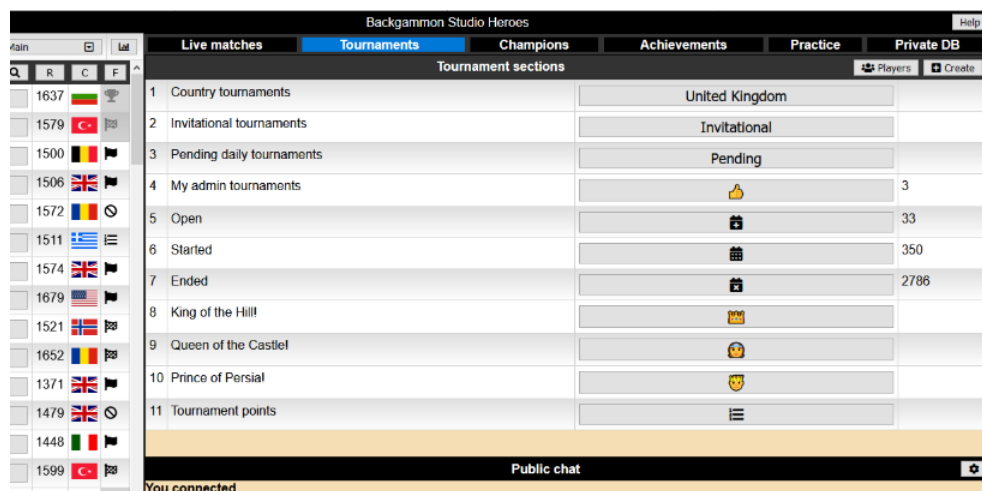 Backgammon Studio Heroes
Help
Main
Live matches Tournaments Champions Achievements Practice Private DB
R C F
Tournament sections
Players Create
1637
1579
1500
1506
1572
1511
1574
1679
1521
1652
1371
1479
1448
1599
1 Country tournaments United Kingdom
2 Invitational tournaments Invitational
3 Pending daily tournaments Pending
4 My admin tournaments 3
5 Open 33
6 Started 350
7 Ended 2786
8 King of the Hill!
9 Queen of the Castle!
10 Prince of Persia!
11 Tournament points
Public chat
You connected